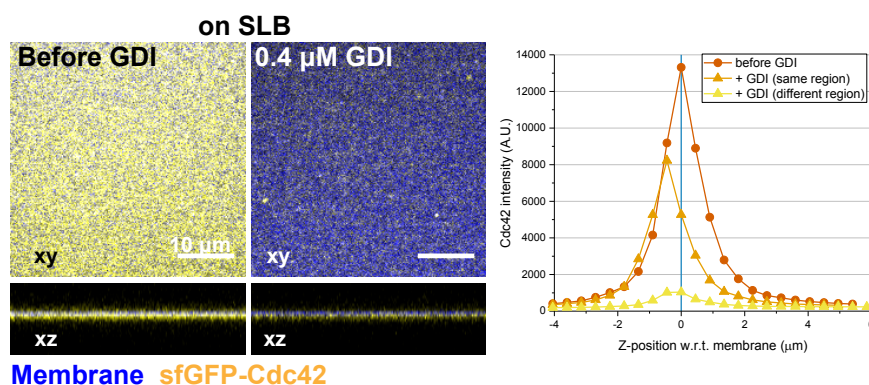 on SLB
Before GDI
0.4 µM GDI
10 µm
xy
xy
xz
xz
Membrane sfGFP-Cdc42
14000
12000
10000
8000
6000
4000
2000
0
-4
-2
0
2
4
6
Cdc42 intensity (A.U.)
Z-position w.r.t. membrane (µm)
before GDI
+ GDI (same region)
+ GDI (different region)